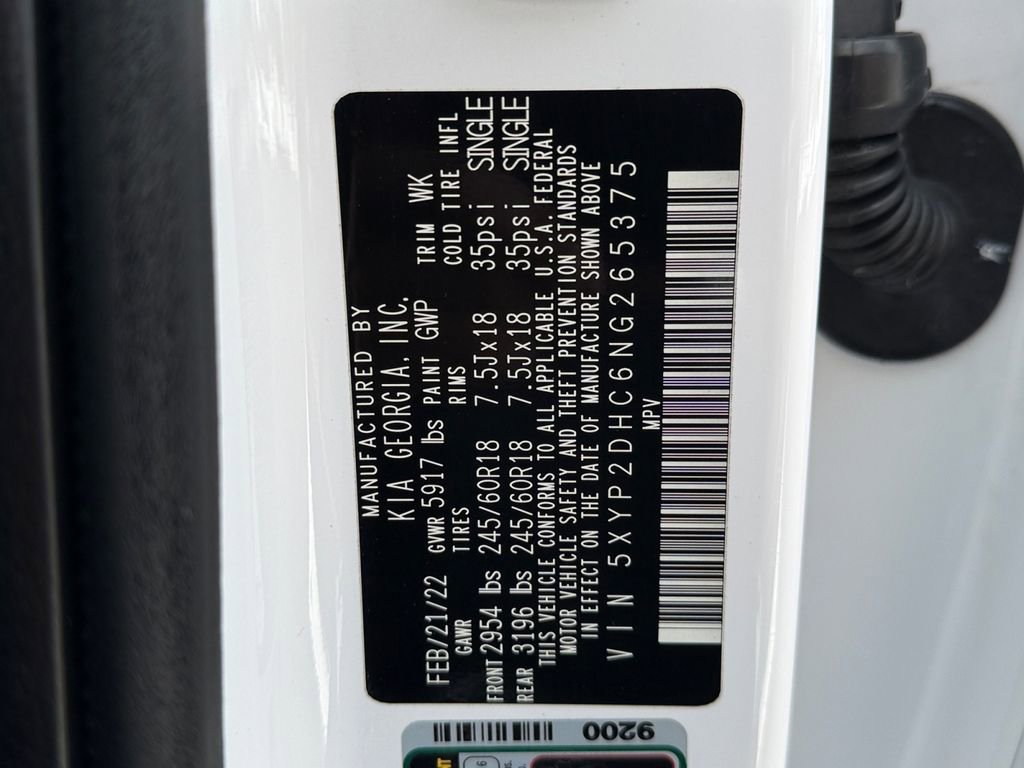 MANUFACTURED BY
KIA GEORGIA, INC.
FEB/21/22 GVWR 5917 lbs PAINT GWP TRIM WK
GAWR TIRES RIMS COLD TIRE INFL
FRONT 2954 lbs 245/60R18 7.5Jx18 35psi SINGLE
REAR 3196 lbs 245/60R18 7.5Jx18 35psi SINGLE
THIS VEHICLE CONFORMS TO ALL APPLICABLE U.S.A. FEDERAL
MOTOR VEHICLE SAFETY AND THEFT PREVENTION STANDARDS
IN EFFECT ON THE DATE OF MANUFACTURE SHOWN ABOVE
VIN 5XYP2DHC6NG265375
MPV
9200